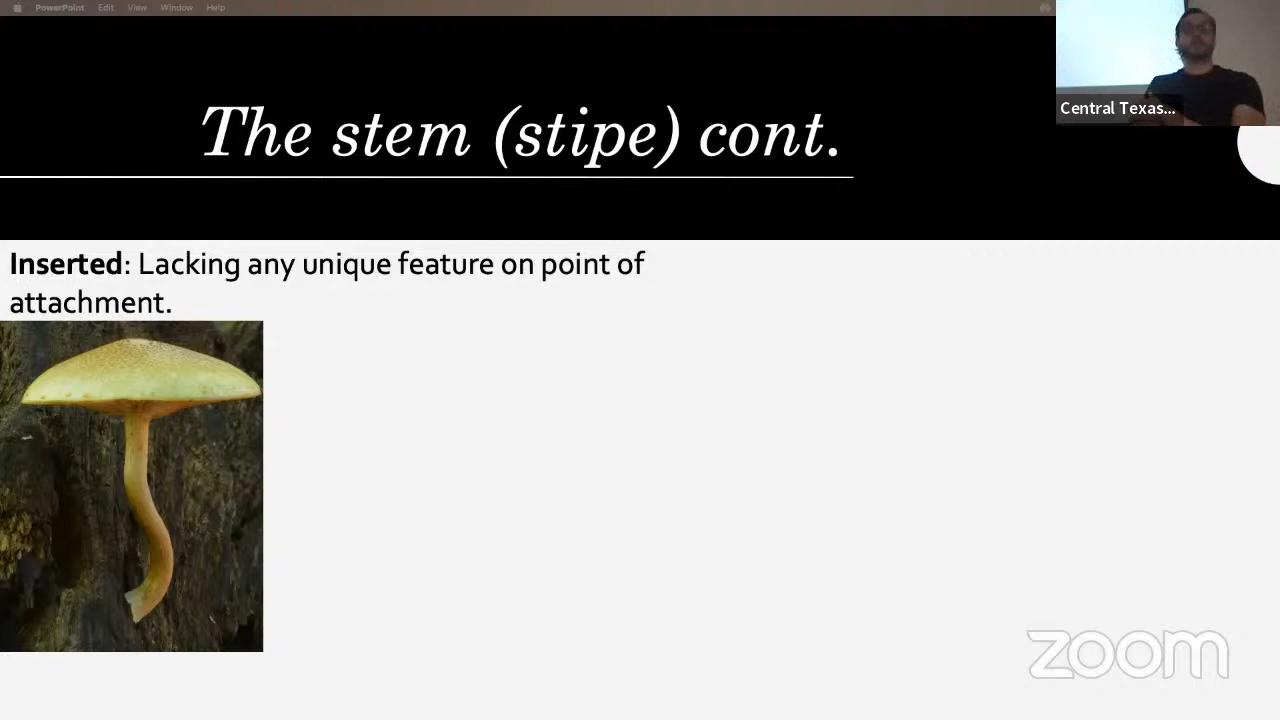 PowerPoint Edit View Window Help
Central Texas...
The stem (stipe) cont.
Inserted: Lacking any unique feature on point of
attachment.
zoom